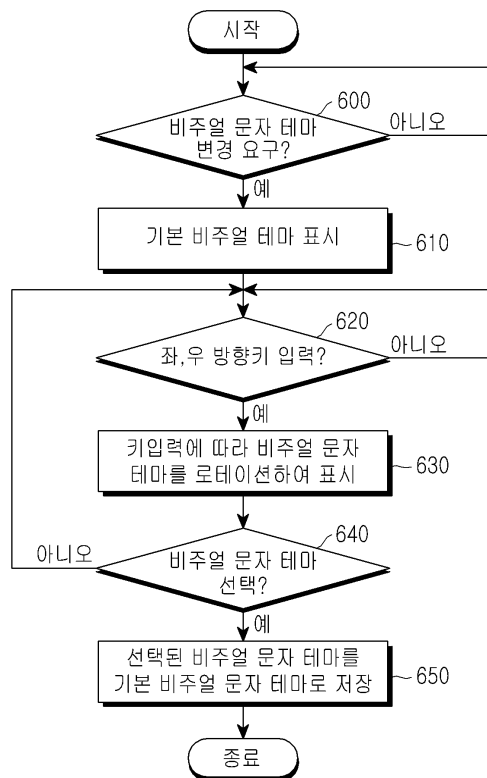 시작
600
비주얼 문자 테마
변경 요구?
아니오
예
기본 비주얼 테마 표시
610
620
좌,우 방향키 입력?
아니오
예
키입력에 따라 비주얼 문자
테마를 로테이션하여 표시
630
640
아니오
비주얼 문자 테마
선택?
예
선택된 비주얼 문자 테마를
기본 비주얼 문자 테마로 저장
650
종료